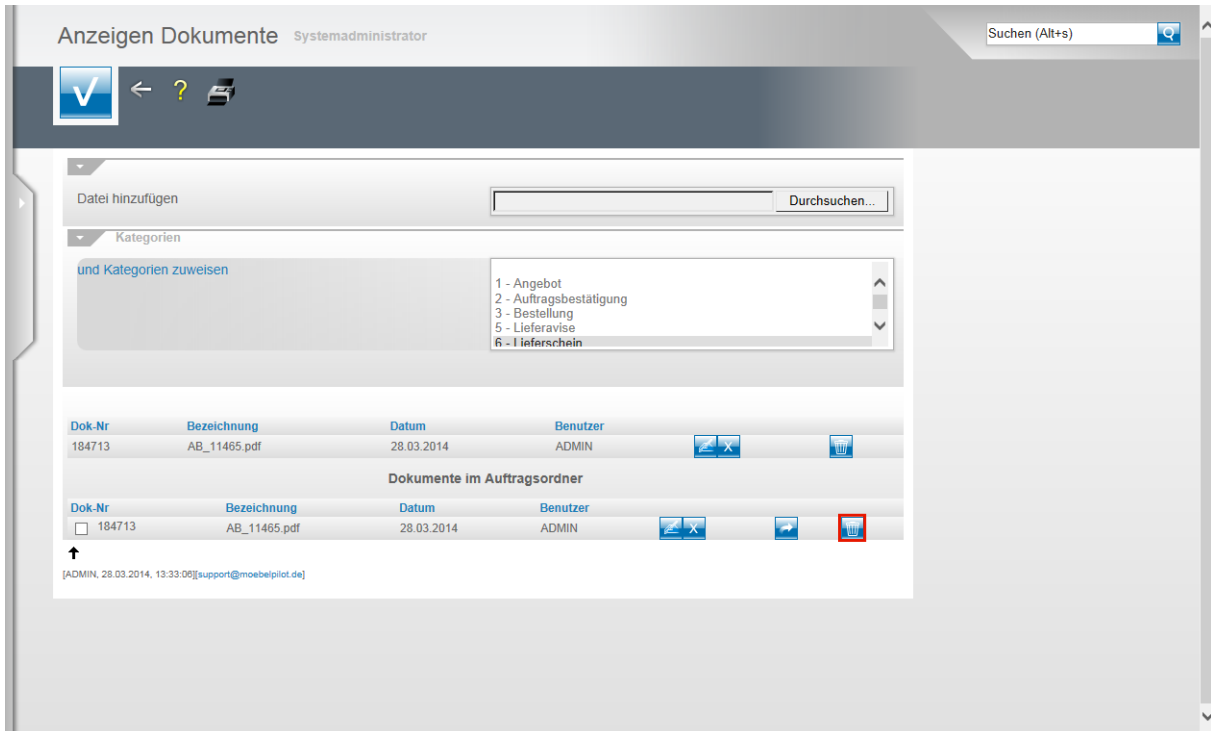 Anzeigen Dokumente Systemadministrator
Suchen (Alt+s)
Datei hinzufügen
Durchsuchen...
Kategorien
und Kategorien zuweisen
1 - Angebot
2 - Auftragsbestätigung
3 - Bestellung
5 - Lieferavise
6 - Lieferschein
Dok-Nr Bezeichnung Datum Benutzer
184713 AB_11465.pdf 28.03.2014 ADMIN
Dokumente im Auftragsordner
Dok-Nr Bezeichnung Datum Benutzer
184713 AB_11465.pdf 28.03.2014 ADMIN
[ADMIN, 28.03.2014, 13:33:06][support@moebelpilot.de]